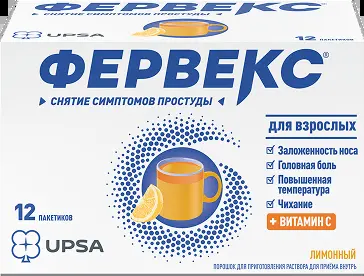 ФЕРВЕКС®
СНЯТИЕ СИМПТОМОВ ПРОСТУДЫ
12 ПАКЕТИКОВ
для взрослых
Заложенность носа
Головная боль
Повышенная
температура
Чихание
+ ВИТАМИН С
12 ПАКЕТИКОВ
UPSA
ЛИМОННЫЙ
ПОРОШОК ДЛЯ ПРИГОТОВЛЕНИЯ РАСТВОРА ДЛЯ ПРИЁМА ВНУТРЬ